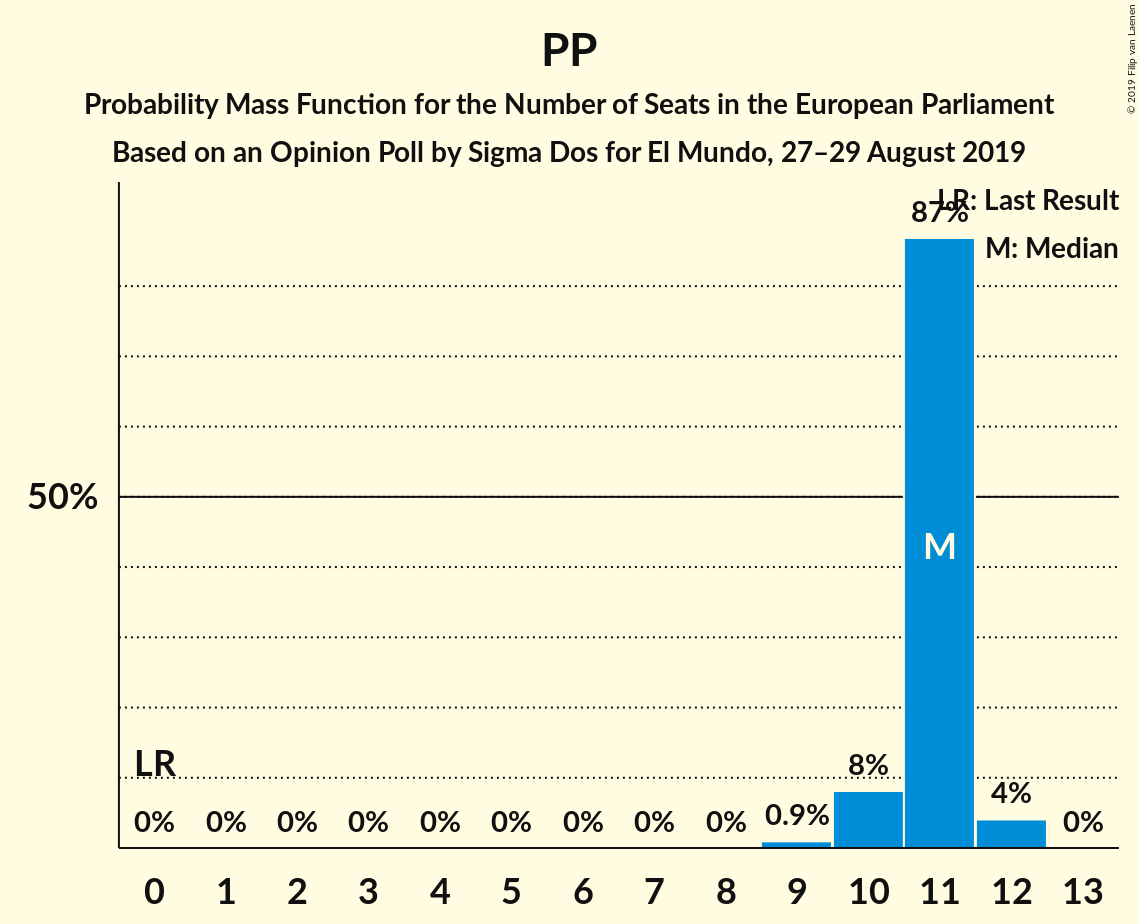 PP
Probability Mass Function for the Number of Seats in the European Parliament
Based on an Opinion Poll by Sigma Dos for El Mundo, 27–29 August 2019
© 2019 Filip van Laenen
LR: Last Result
M: Median
87%
50%
M
LR
0% 0% 0% 0% 0% 0% 0% 0% 0% 0.9% 8% 4% 0%
0 1 2 3 4 5 6 7 8 9 10 11 12 13